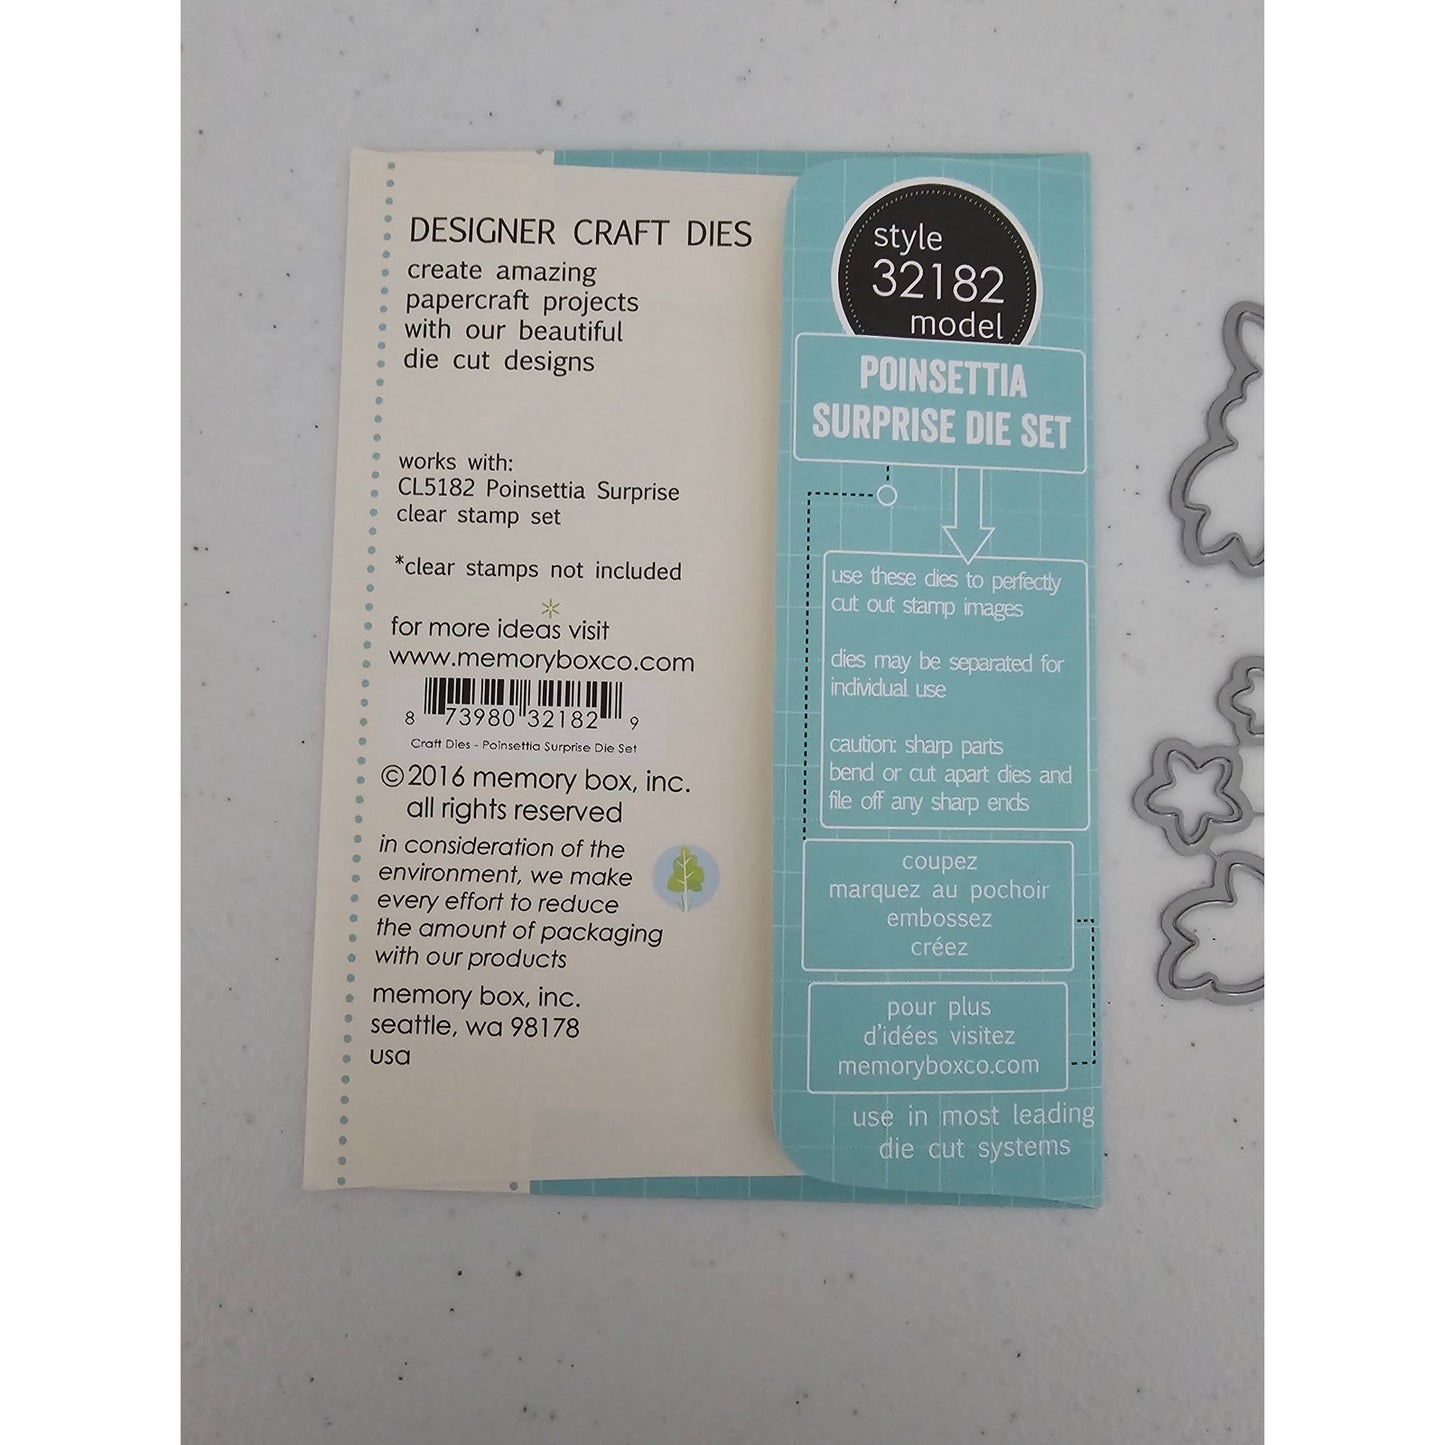 DESIGNER CRAFT DIES
create amazing
papercraft projects
with our beautiful
die cut designs
works with:
CL5182 Poinsettia Surprise
clear stamp set
*clear stamps not included
for more ideas visit
www.memoryboxco.com
8 73980 32182 9
Craft Dies - Poinsettia Surprise Die Set
©2016 memory box, inc.
all rights reserved
in consideration of the
environment, we make
every effort to reduce
the amount of packaging
with our products
memory box, inc.
seattle, wa 98178
usa
style
32182
model
POINSETTIA
SURPRISE DIE SET
use these dies to perfectly
cut out stamp images
dies may be separated for
individual use
caution: sharp parts
bend or cut apart dies and
file off any sharp ends
coupez
marquez au pochoir
embossez
créez
pour plus
d'idées visitez
memoryboxco.com
use in most leading
die cut systems